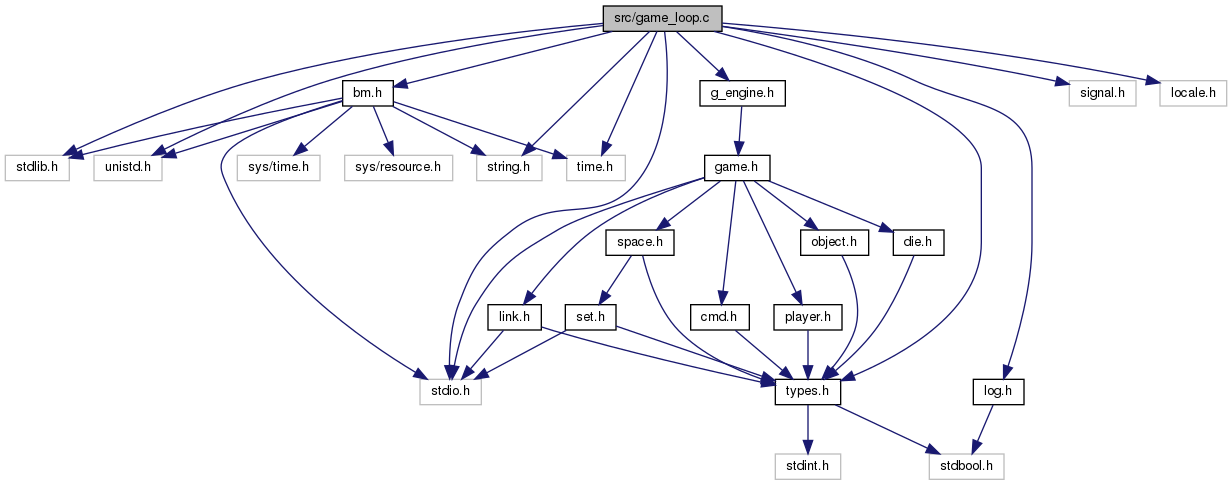 src/game_loop.c
bm.h
g_engine.h
signal.h
locale.h
stdlib.h
unistd.h
sys/time.h
sys/resource.h
string.h
time.h
game.h
space.h
object.h
die.h
link.h
set.h
cmd.h
player.h
stdio.h
types.h
log.h
stdint.h
stdbool.h